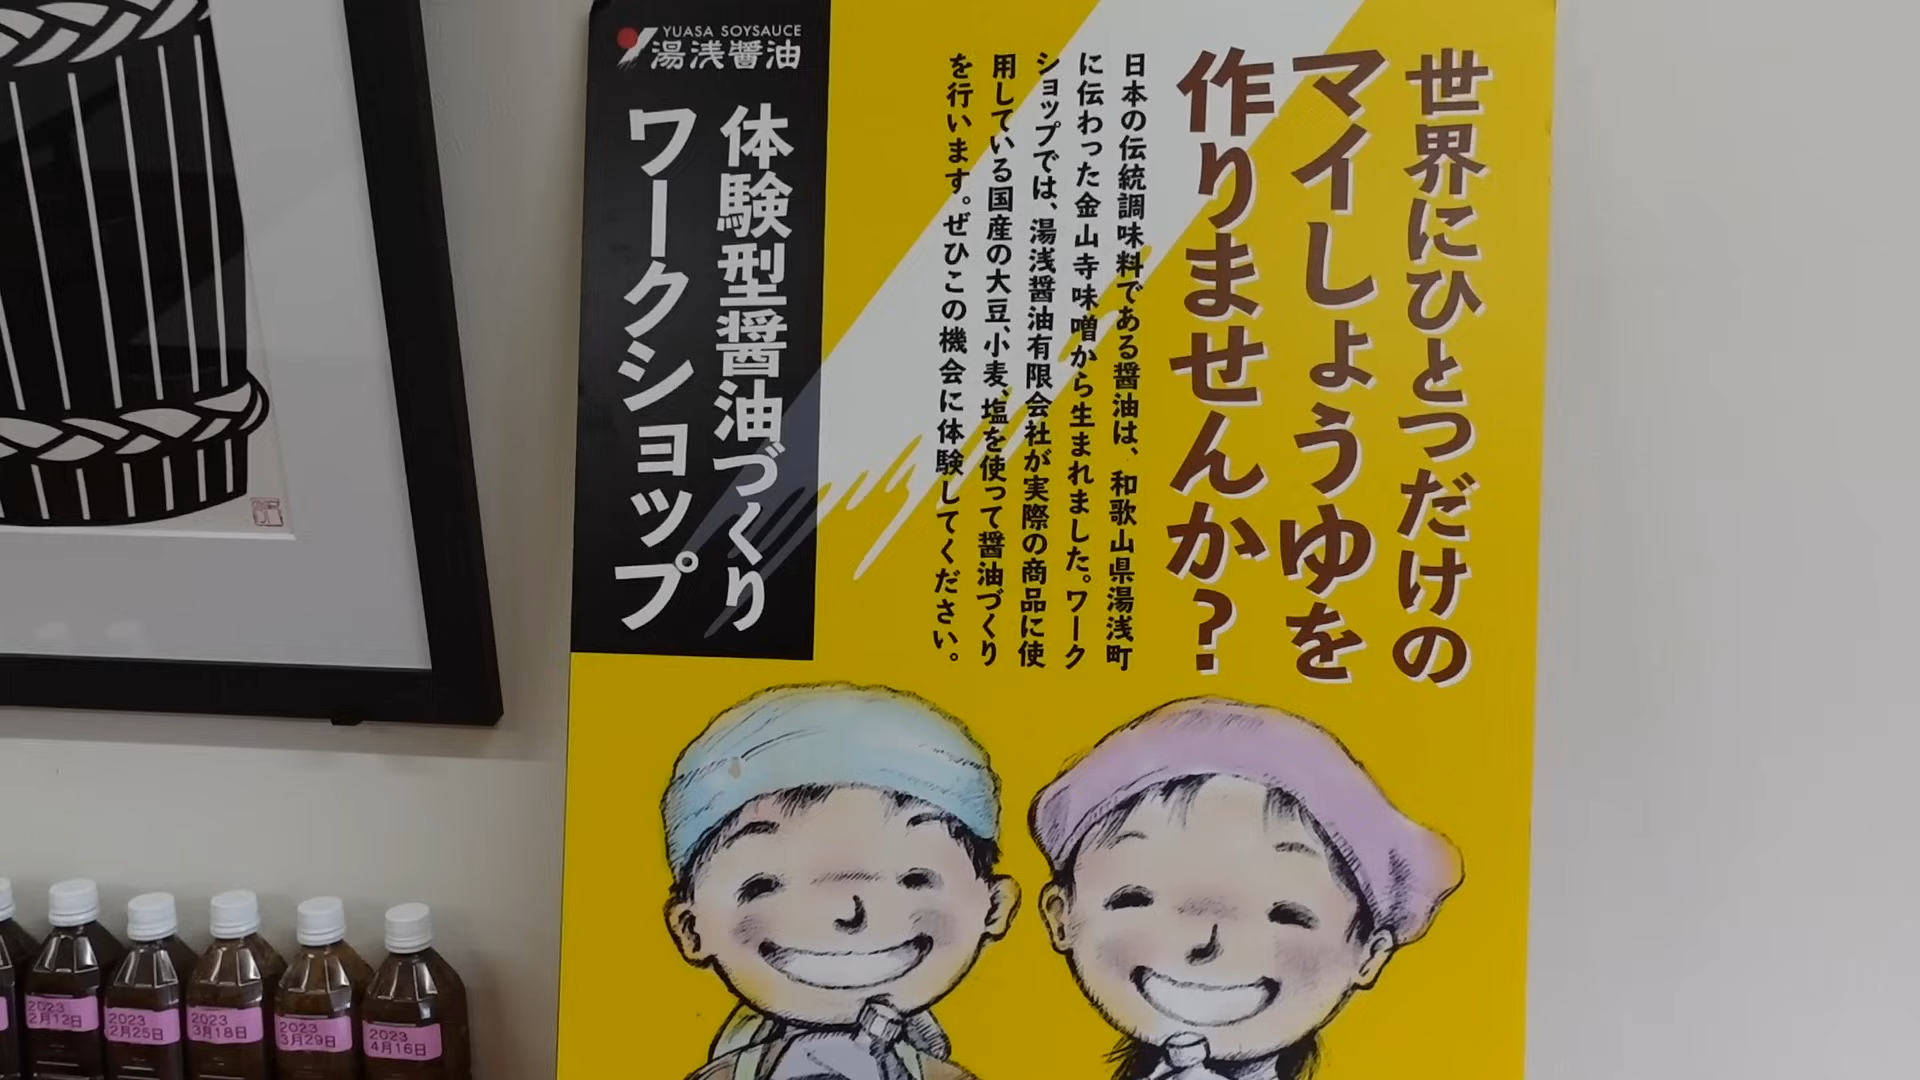 世界にひとつだけの
マイしょうゆを
作りませんか?
日本の伝統調味料である醤油は、和歌山県湯浅町
に伝わった金山寺味噌から生まれました。ワーク
ショップでは、湯浅醤油有限会社が実際の商品に使
用している国産の大豆、小麦、塩を使って醤油づくり
を行います。ぜひこの機会に体験してください。
YUASA SOYSAUCE
湯浅醤油
体験型醤油づくり
ワークショップ
2023
2月12日
2023
2月25日
2023
3月18日
2023
3月29日
2023
4月16日